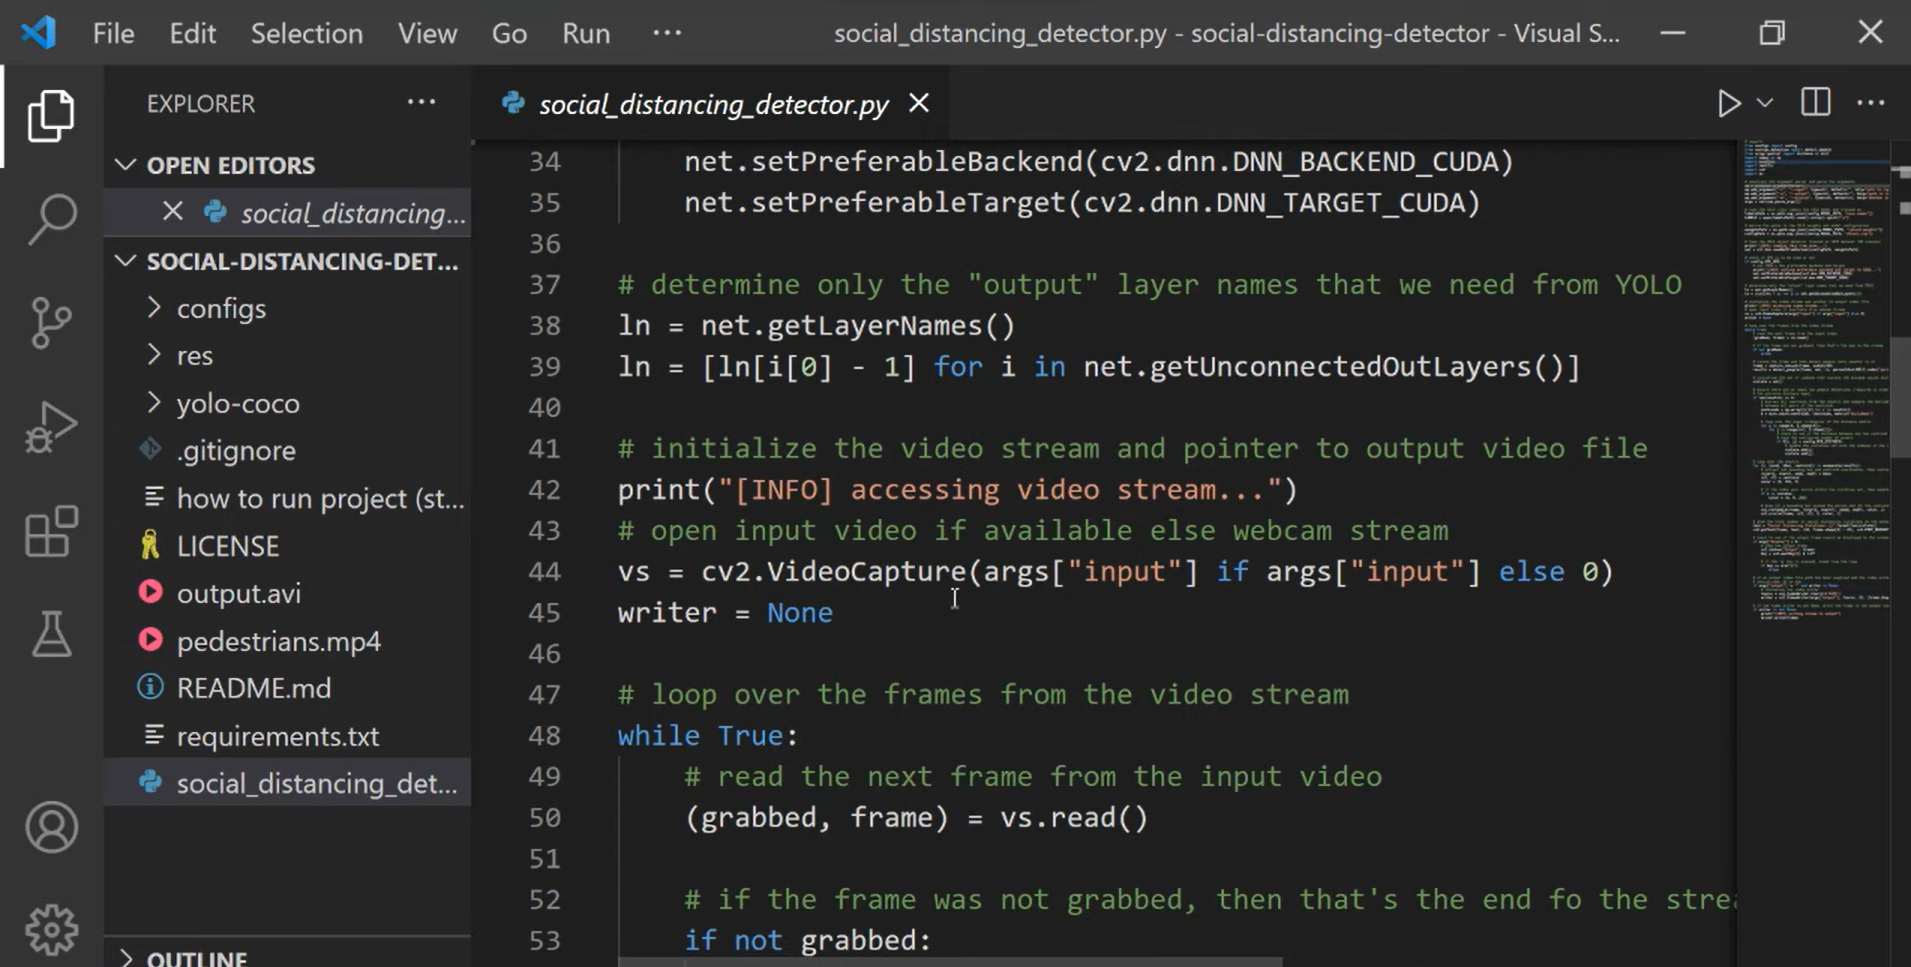 File Edit Selection View Go Run ··· social_distancing_detector.py - social-distancing-detector - Visual S...
EXPLORER ···
OPEN EDITORS
social_distancing...
SOCIAL-DISTANCING-DET...
configs
res
yolo-coco
.gitignore
how to run project (st...
LICENSE
output.avi
pedestrians.mp4
README.md
requirements.txt
social_distancing_det...
OUTLINE
social_distancing_detector.py
34 net.setPreferableBackend(cv2.dnn.DNN_BACKEND_CUDA)
35 net.setPreferableTarget(cv2.dnn.DNN_TARGET_CUDA)
36
37 # determine only the "output" layer names that we need from YOLO
38 ln = net.getLayerNames()
39 ln = [ln[i[0] - 1] for i in net.getUnconnectedOutLayers()]
40
41 # initialize the video stream and pointer to output video file
42 print("[INFO] accessing video stream...")
43 # open input video if available else webcam stream
44 vs = cv2.VideoCapture(args["input"] if args["input"] else 0)
45 writer = None
46
47 # loop over the frames from the video stream
48 while True:
49 # read the next frame from the input video
50 (grabbed, frame) = vs.read()
51
52 # if the frame was not grabbed, then that's the end fo the strea
53 if not grabbed: